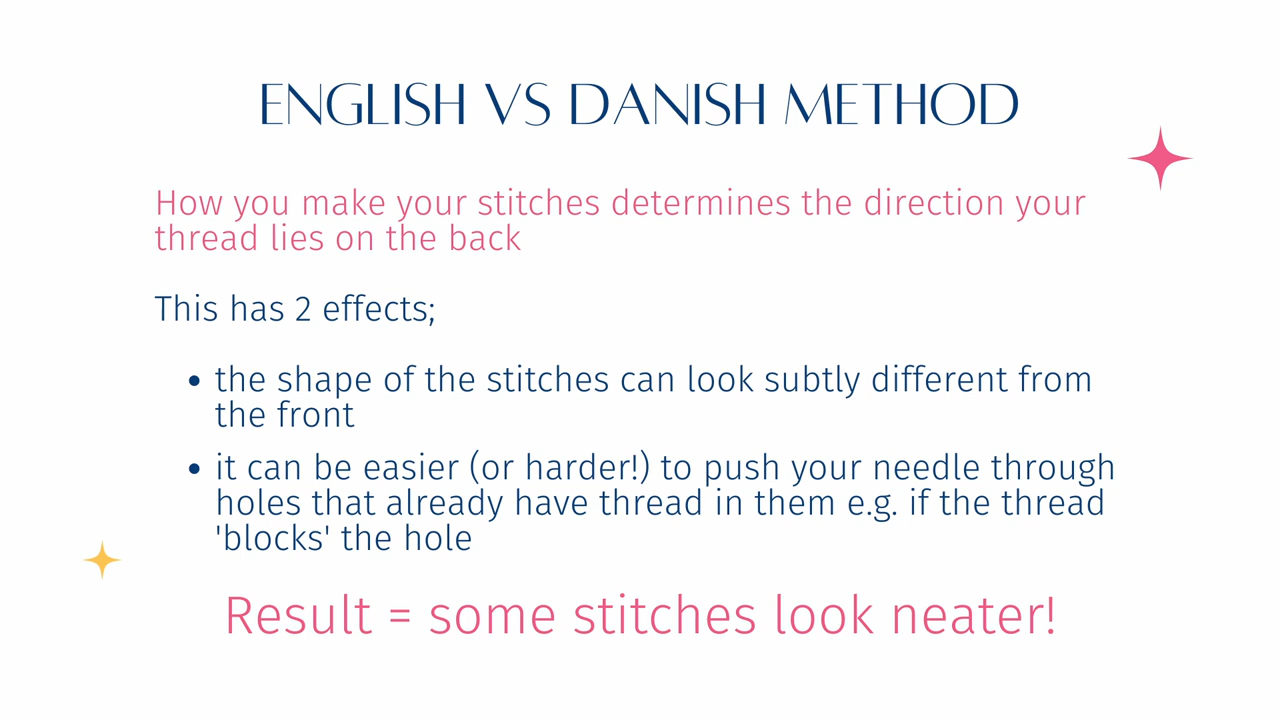 ENGLISH VS DANISH METHOD
How you make your stitches determines the direction your
thread lies on the back
This has 2 effects;
• the shape of the stitches can look subtly different from
the front
• it can be easier (or harder!) to push your needle through
holes that already have thread in them e.g. if the thread
'blocks' the hole
Result = some stitches look neater!